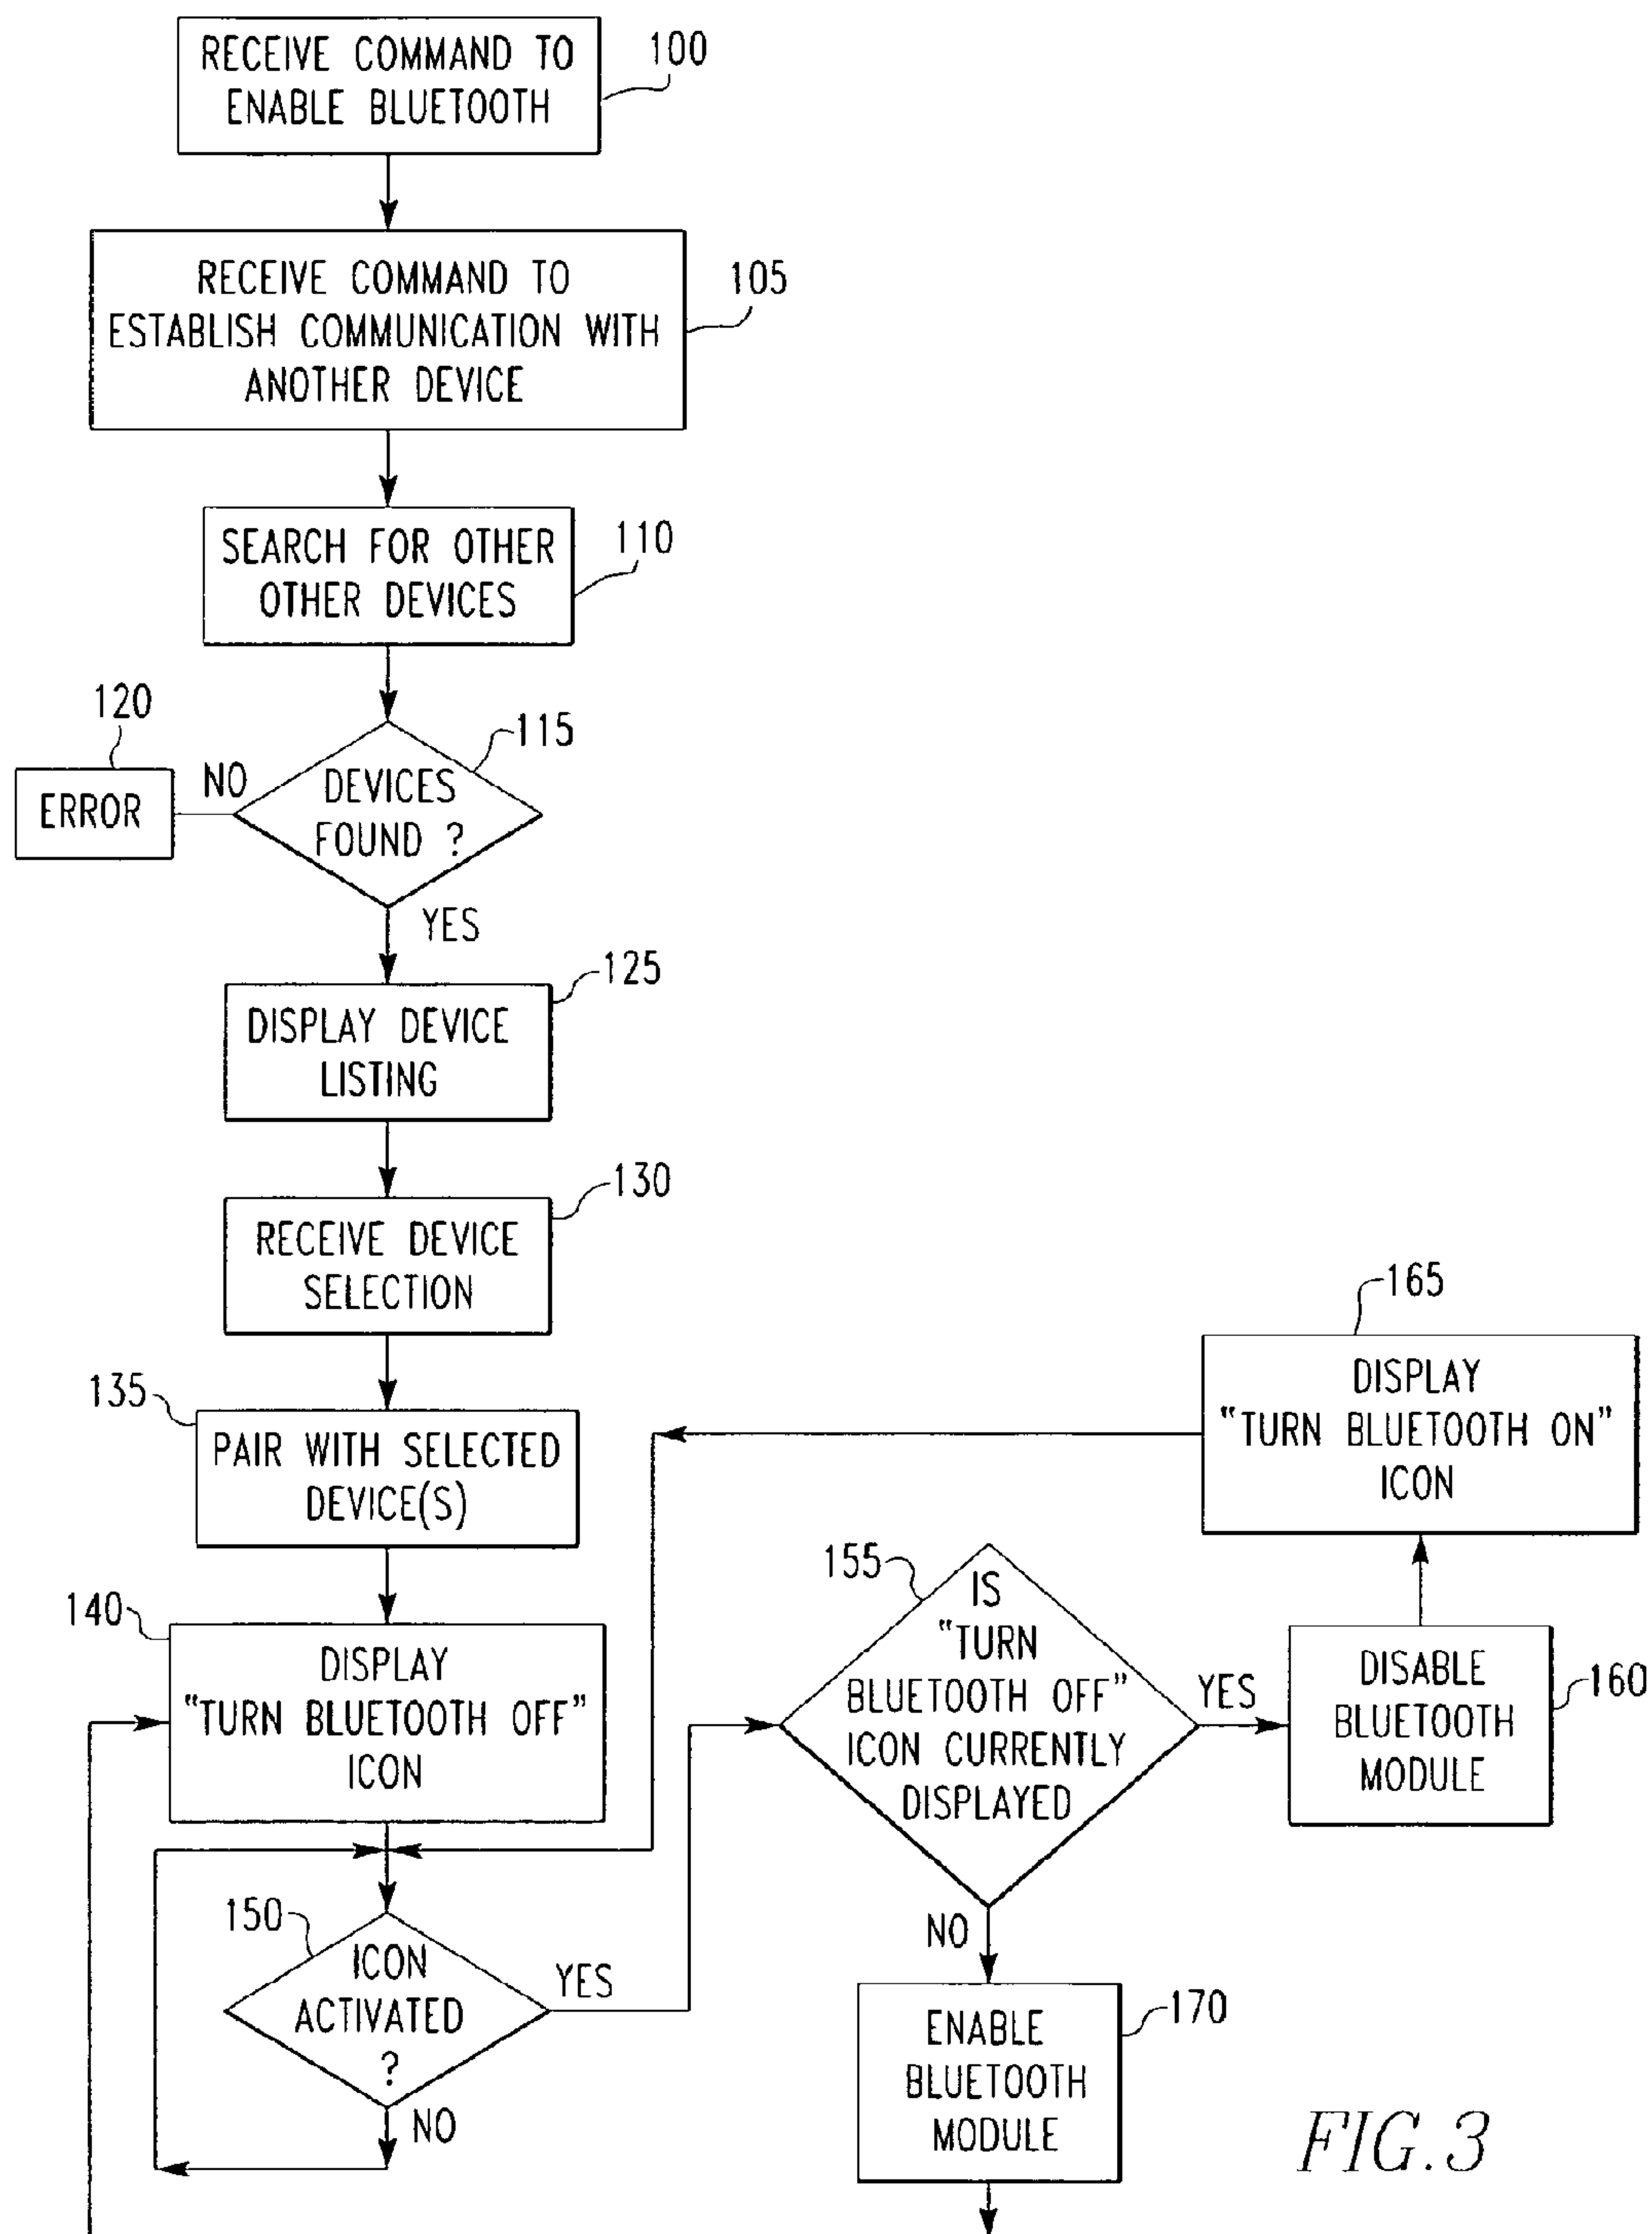 RECEIVE COMMAND TO
ENABLE BLUETOOTH
100
RECEIVE COMMAND TO
ESTABLISH COMMUNICATION WITH
ANOTHER DEVICE
105
SEARCH FOR OTHER
OTHER DEVICES
110
120
ERROR
NO
115
DEVICES
FOUND ?
YES
125
DISPLAY DEVICE
LISTING
130
RECEIVE DEVICE
SELECTION
135
PAIR WITH SELECTED
DEVICE(S)
140
DISPLAY
"TURN BLUETOOTH OFF"
ICON
150
ICON
ACTIVATED
?
YES
NO
155
IS
"TURN
BLUETOOTH OFF"
ICON CURRENTLY
DISPLAYED
YES
NO
160
DISABLE
BLUETOOTH
MODULE
165
DISPLAY
"TURN BLUETOOTH ON"
ICON
170
ENABLE
BLUETOOTH
MODULE
FIG.3